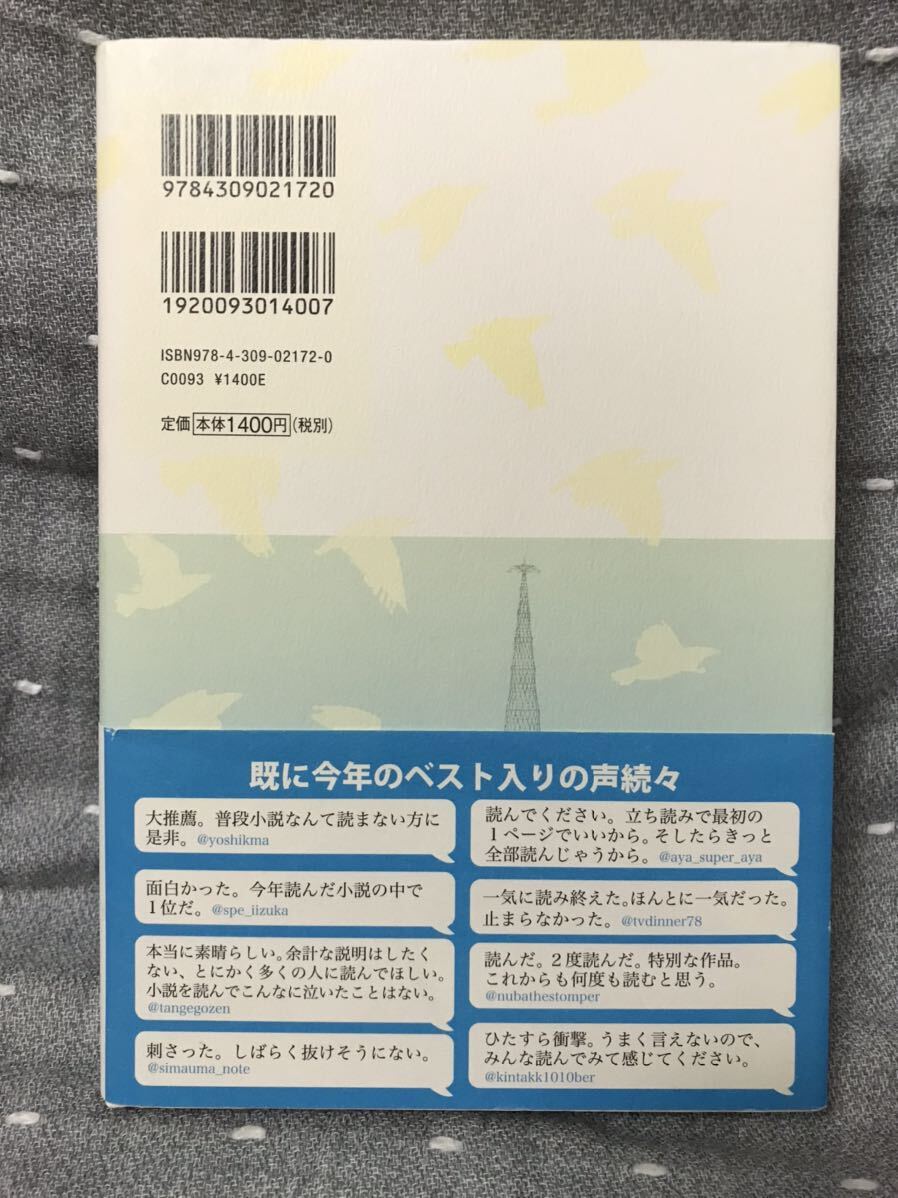 9784309021720
1920093014007
ISBN978-4-309-02172-0
C0093 ¥1400E
定価 本体1400円(税別)
既に今年のベスト入りの声続々
大推薦。普段小説なんて読まない方に
是非。@yoshikma
面白かった。今年読んだ小説の中で
１位だ。@spe_iizuka
本当に素晴らしい。余計な説明はしたく
ない、とにかく多くの人に読んでほしい。
小説を読んでこんなに泣いたことはない。
@tangegozen
刺さった。しばらく抜けそうにない。
@simauma_note
読んでください。立ち読みで最初の
１ページでいいから。そしたらきっと
全部読んじゃうから。@aya_super_aya
一気に読み終えた。ほんとに一気だった。
止まらなかった。@tvdinner78
読んだ。２度読んだ。特別な作品。
これからも何度も読むと思う。
@nubathestomper
ひたすら衝撃。うまく言えないので、
みんな読んでみて感じてください。
@kintakk1010ber